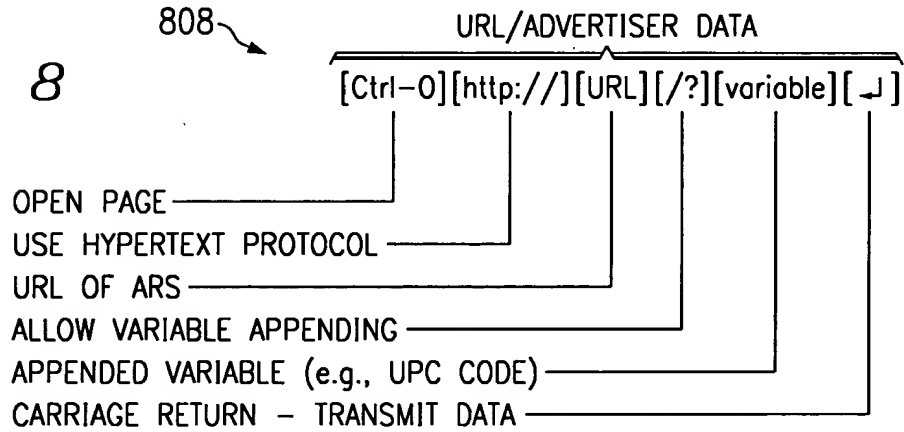 808
URL/ADVERTISER DATA
8
[Ctrl-O][http://][URL][/?][variable][↵]
OPEN PAGE
USE HYPERTEXT PROTOCOL
URL OF ARS
ALLOW VARIABLE APPENDING
APPENDED VARIABLE (e.g., UPC CODE)
CARRIAGE RETURN – TRANSMIT DATA